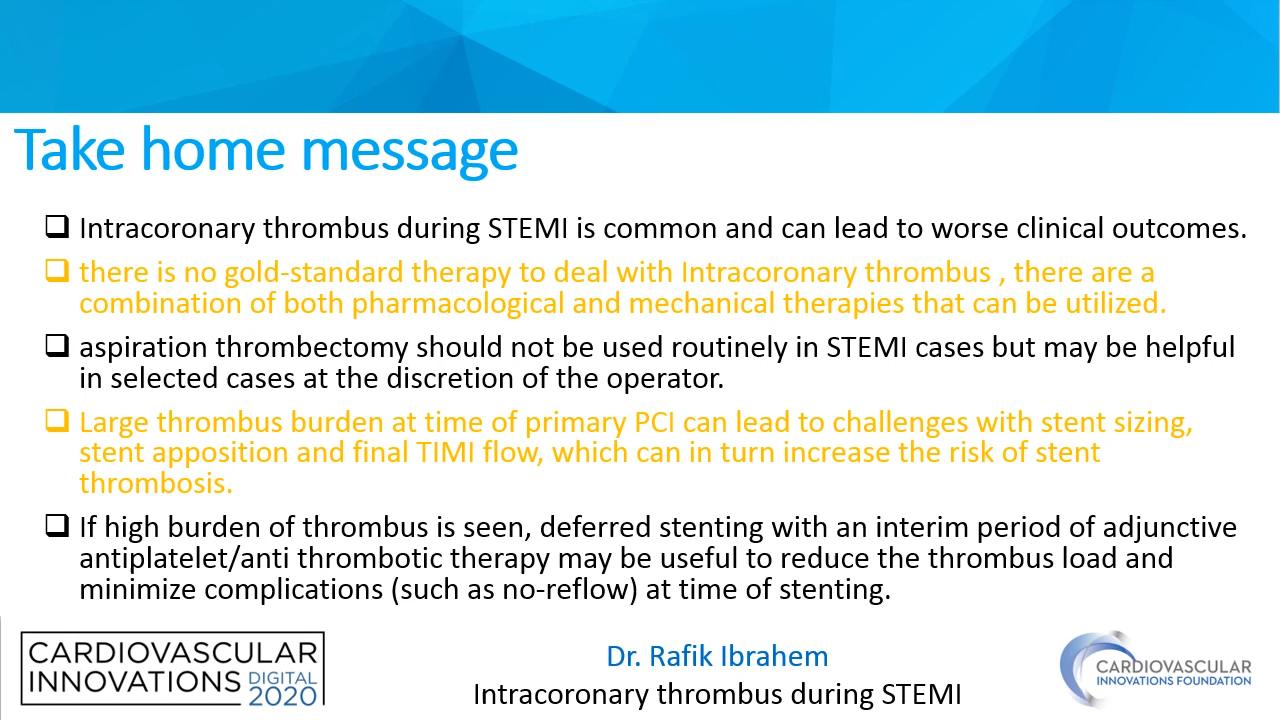 Take home message
Intracoronary thrombus during STEMI is common and can lead to worse clinical outcomes.
there is no gold-standard therapy to deal with Intracoronary thrombus , there are a
combination of both pharmacological and mechanical therapies that can be utilized.
aspiration thrombectomy should not be used routinely in STEMI cases but may be helpful
in selected cases at the discretion of the operator.
Large thrombus burden at time of primary PCI can lead to challenges with stent sizing,
stent apposition and final TIMI flow, which can in turn increase the risk of stent
thrombosis.
If high burden of thrombus is seen, deferred stenting with an interim period of adjunctive
antiplatelet/anti thrombotic therapy may be useful to reduce the thrombus load and
minimize complications (such as no-reflow) at time of stenting.
CARDIOVASCULAR
INNOVATIONS DIGITAL
2020
Dr. Rafik Ibrahem
Intracoronary thrombus during STEMI
CARDIOVASCULAR
INNOVATIONS FOUNDATION